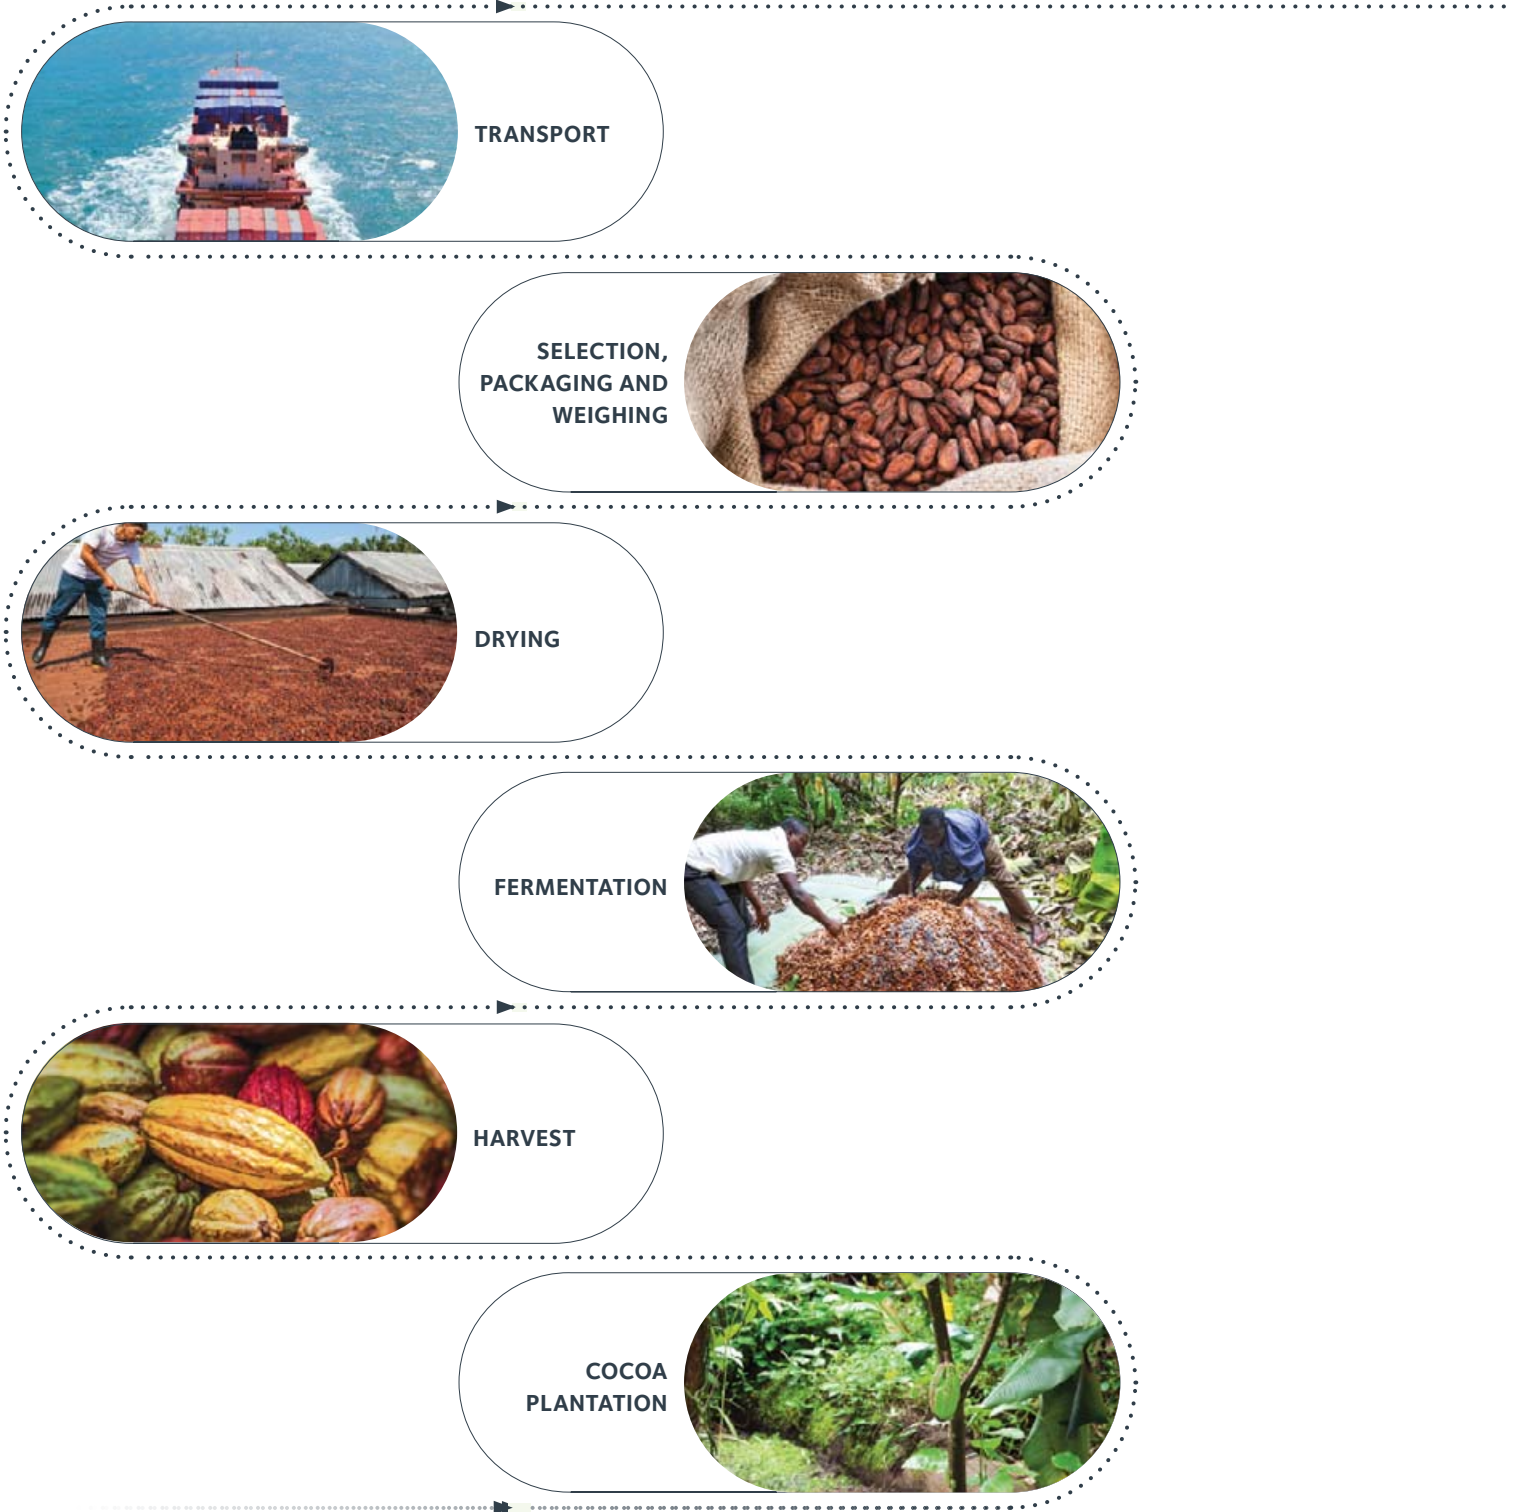 TRANSPORT
SELECTION,
PACKAGING AND
WEIGHING
DRYING
FERMENTATION
HARVEST
COCOA
PLANTATION